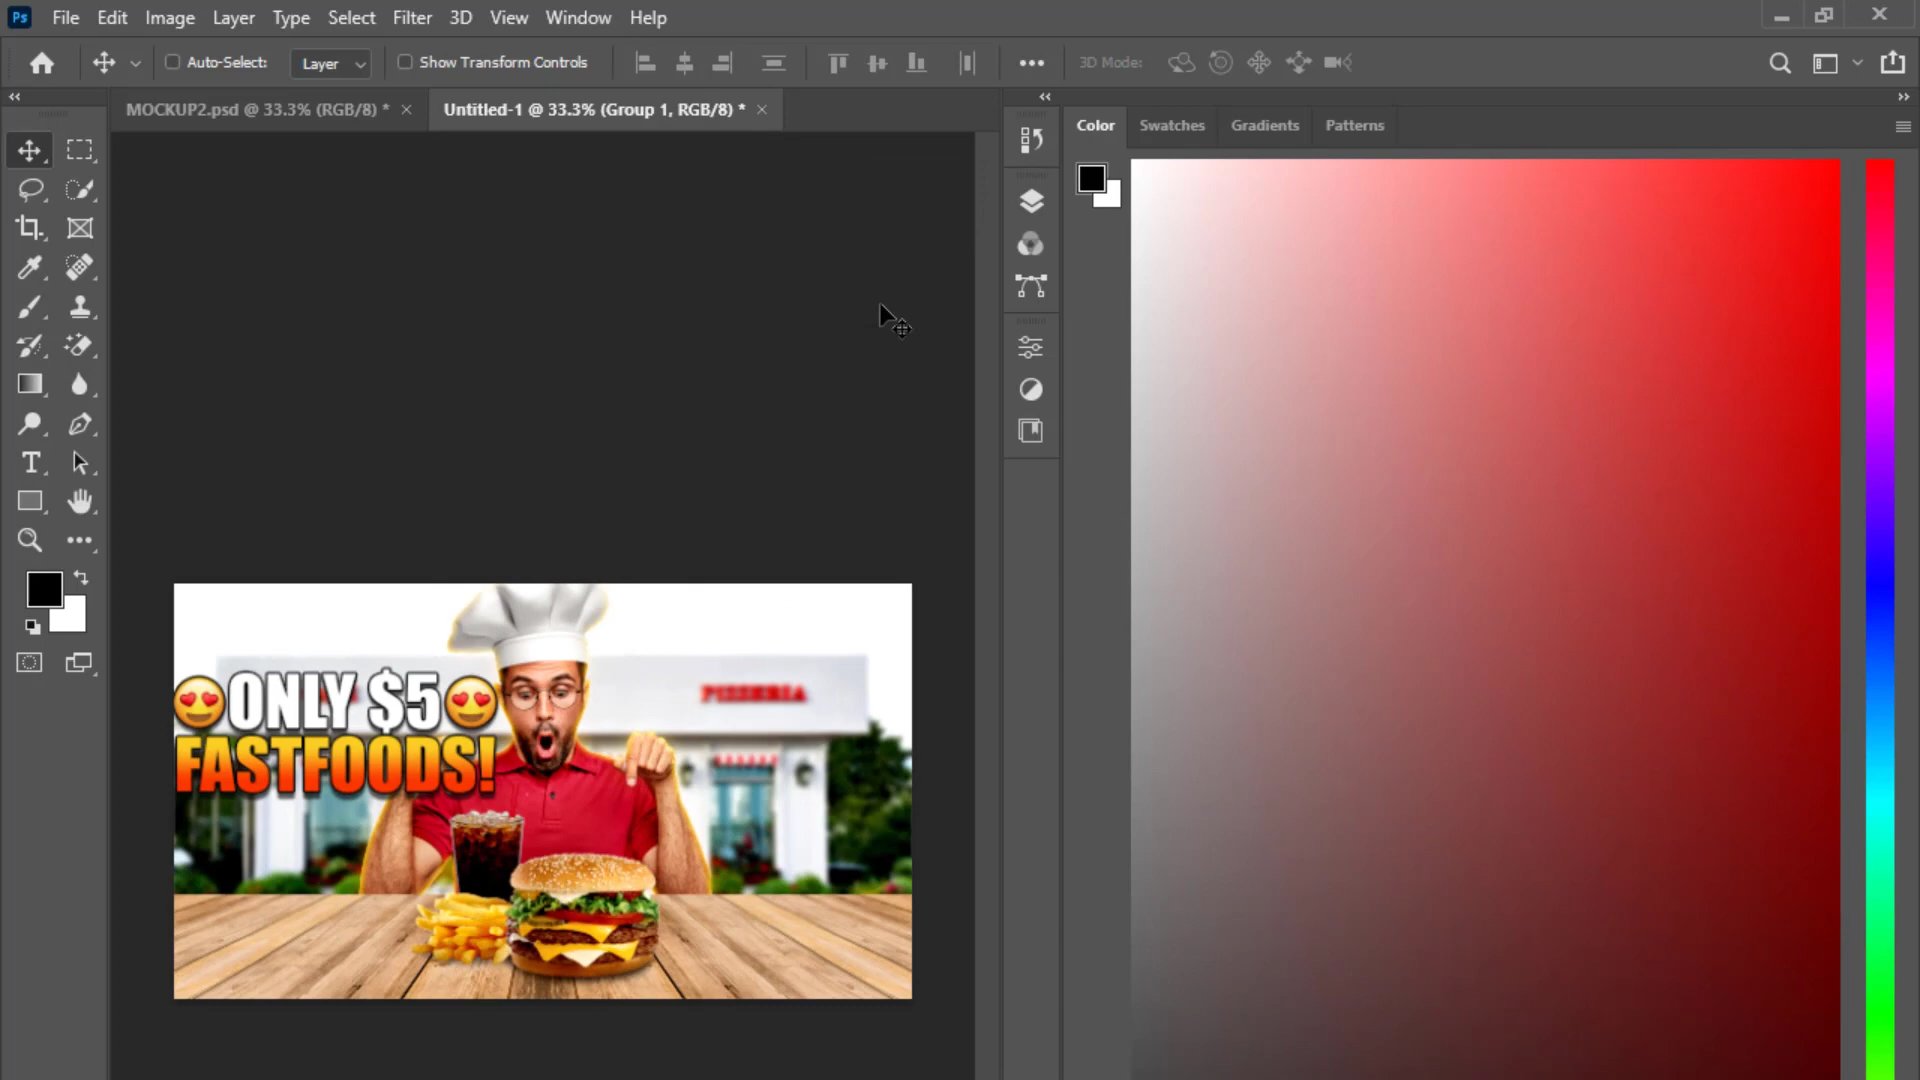 Ps File Edit Image Layer Type Select Filter 3D View Window Help
Auto-Select: Layer Show Transform Controls 3D Mode:
MOCKUP2.psd @ 33.3% (RGB/8) * Untitled-1 @ 33.3% (Group 1, RGB/8) *
Color Swatches Gradients Patterns
PIZZERIA
ONLY $5
FASTFOODS!